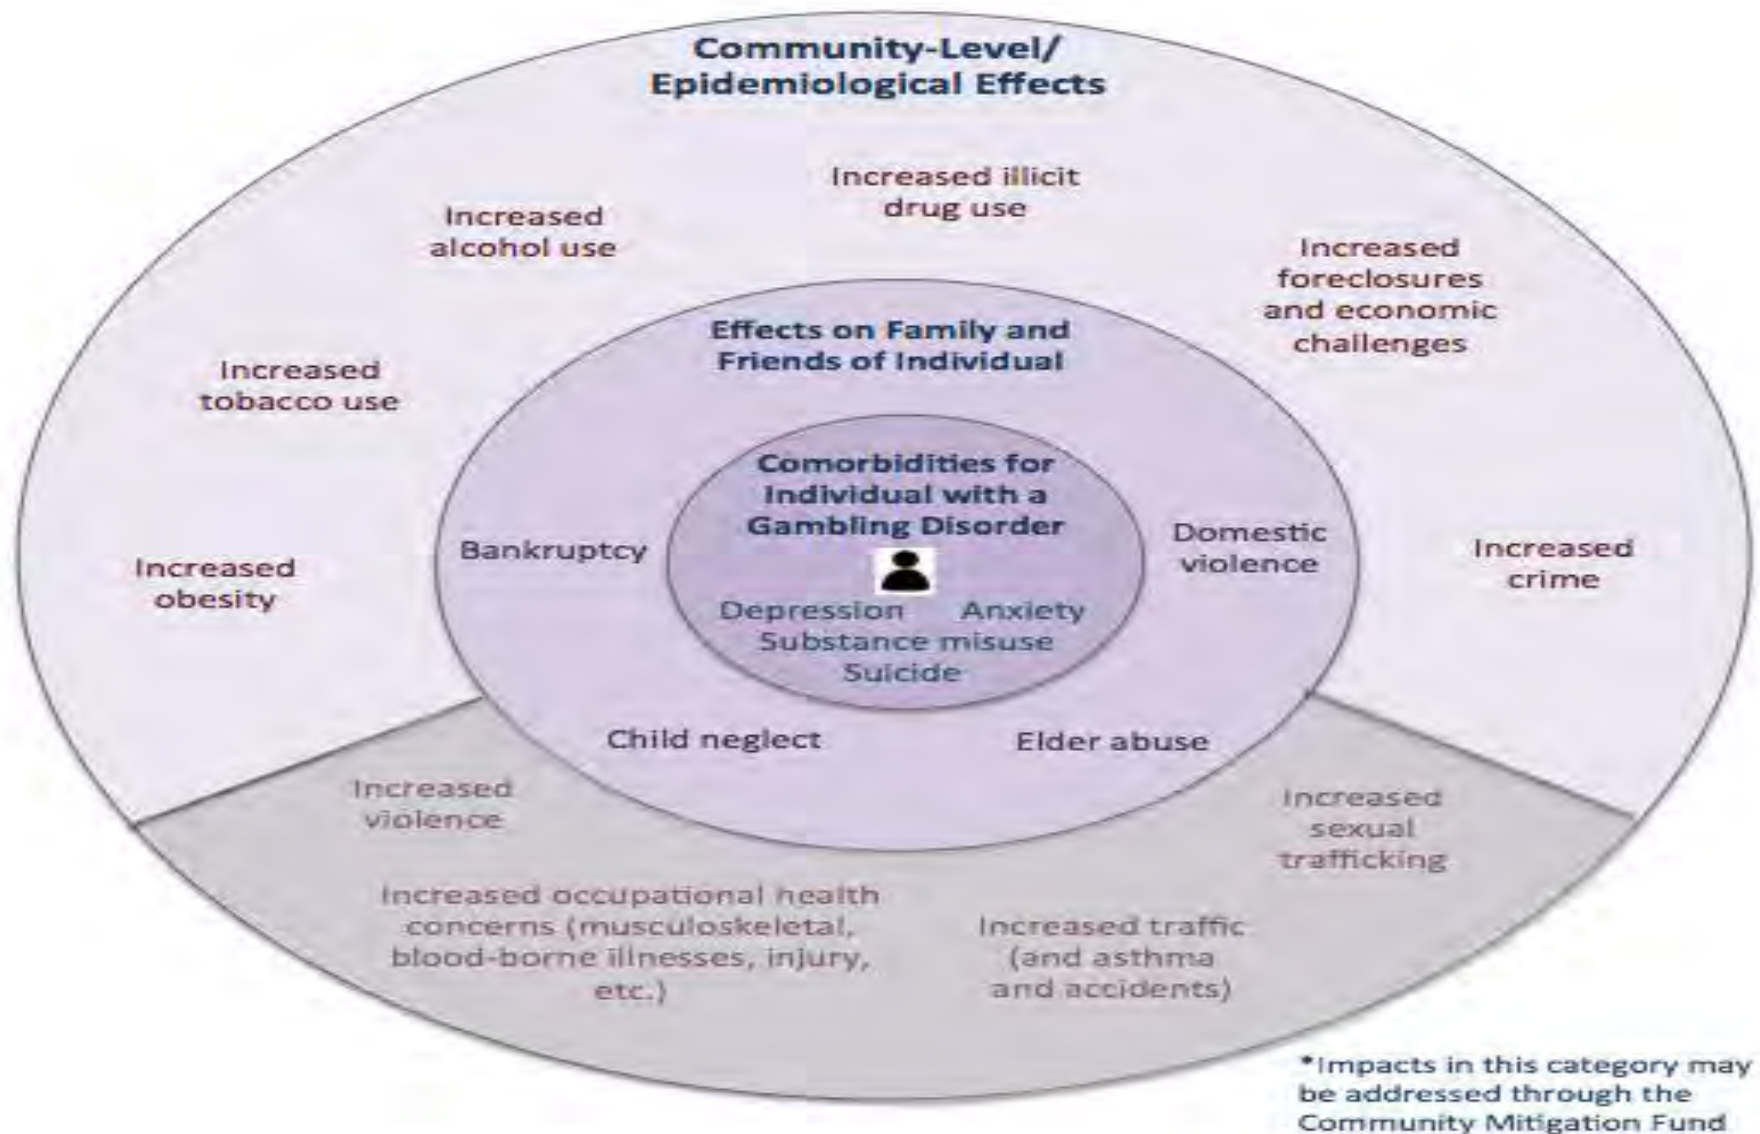 Community-Level/
Epidemiological Effects
Increased illicit
drug use
Increased
alcohol use
Increased
foreclosures
and economic
challenges
Increased
tobacco use
Increased
obesity
Increased
crime
Effects on Family and
Friends of Individual
Bankruptcy
Domestic
violence
Child neglect
Elder abuse
Comorbidities for
Individual with a
Gambling Disorder
Depression Anxiety
Substance misuse
Suicide
Increased
violence
Increased occupational health
concerns (musculoskeletal,
blood-borne illnesses, injury,
etc.)
Increased traffic
(and asthma
and accidents)
Increased
sexual
trafficking
*Impacts in this category may
be addressed through the
Community Mitigation Fund